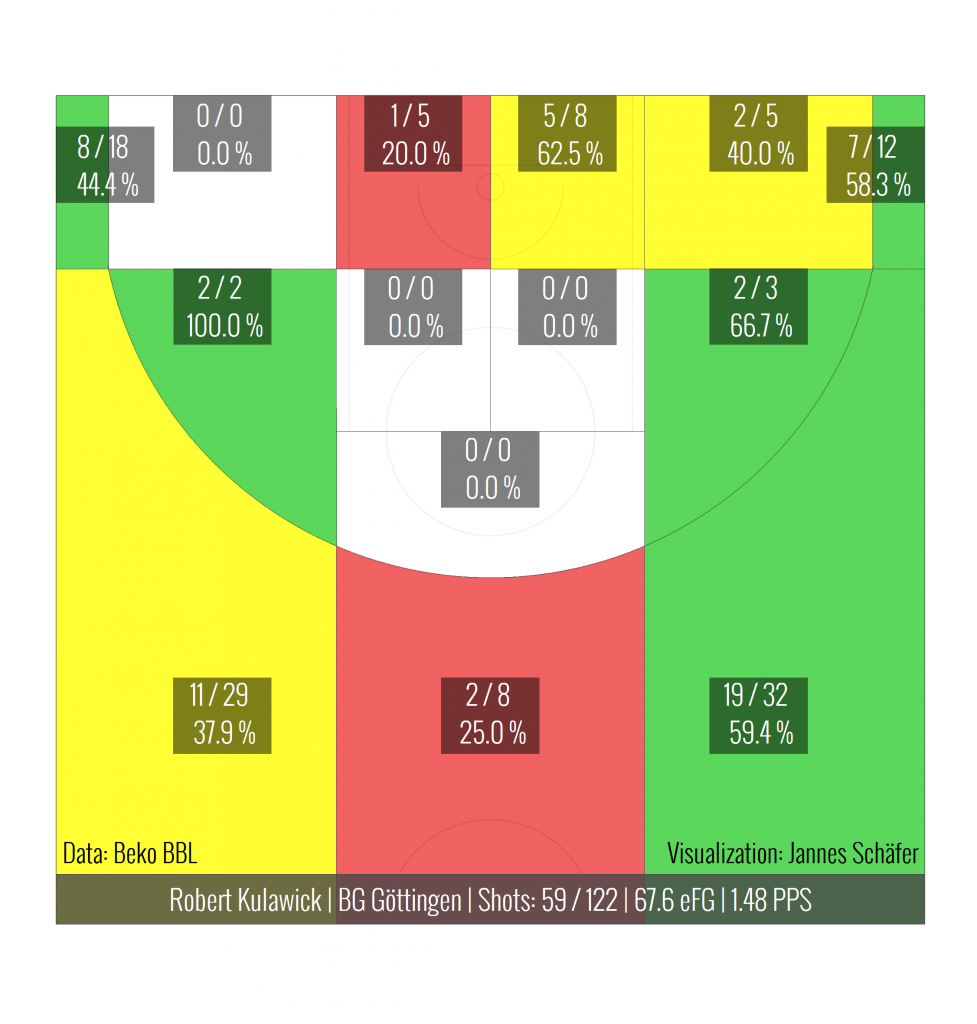 0 / 0
0.0 %
1 / 5
20.0 %
5 / 8
62.5 %
2 / 5
40.0 %
8 / 18
44.4 %
7 / 12
58.3 %
2 / 2
100.0 %
0 / 0
0.0 %
0 / 0
0.0 %
2 / 3
66.7 %
0 / 0
0.0 %
11 / 29
37.9 %
2 / 8
25.0 %
19 / 32
59.4 %
Data: Beko BBL
Visualization: Jannes Schäfer
Robert Kulawick | BG Göttingen | Shots: 59 / 122 | 67.6 eFG | 1.48 PPS